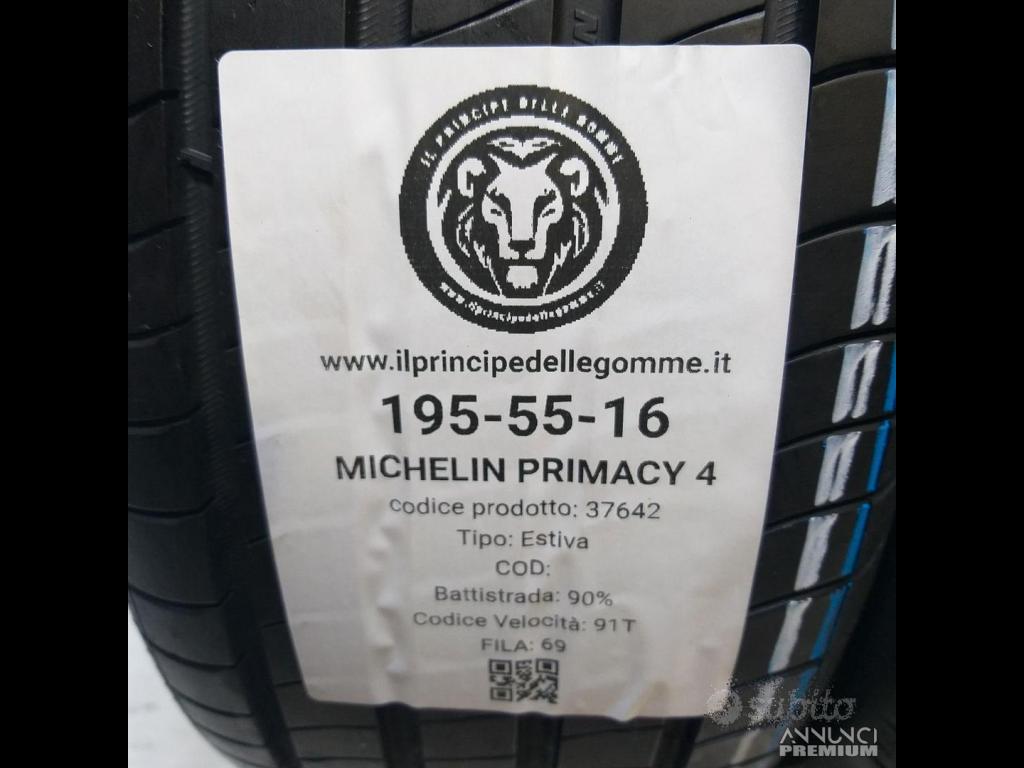 IL PRINCIPE DELLE GOMME
www.ilprincipedellegomme.it
www.ilprincipedellegomme.it
195-55-16
MICHELIN PRIMACY 4
codice prodotto: 37642
Tipo: Estiva
COD:
Battistrada: 90%
Codice Velocità: 91T
FILA: 69
subito
ANNUNCI
PREMIUM